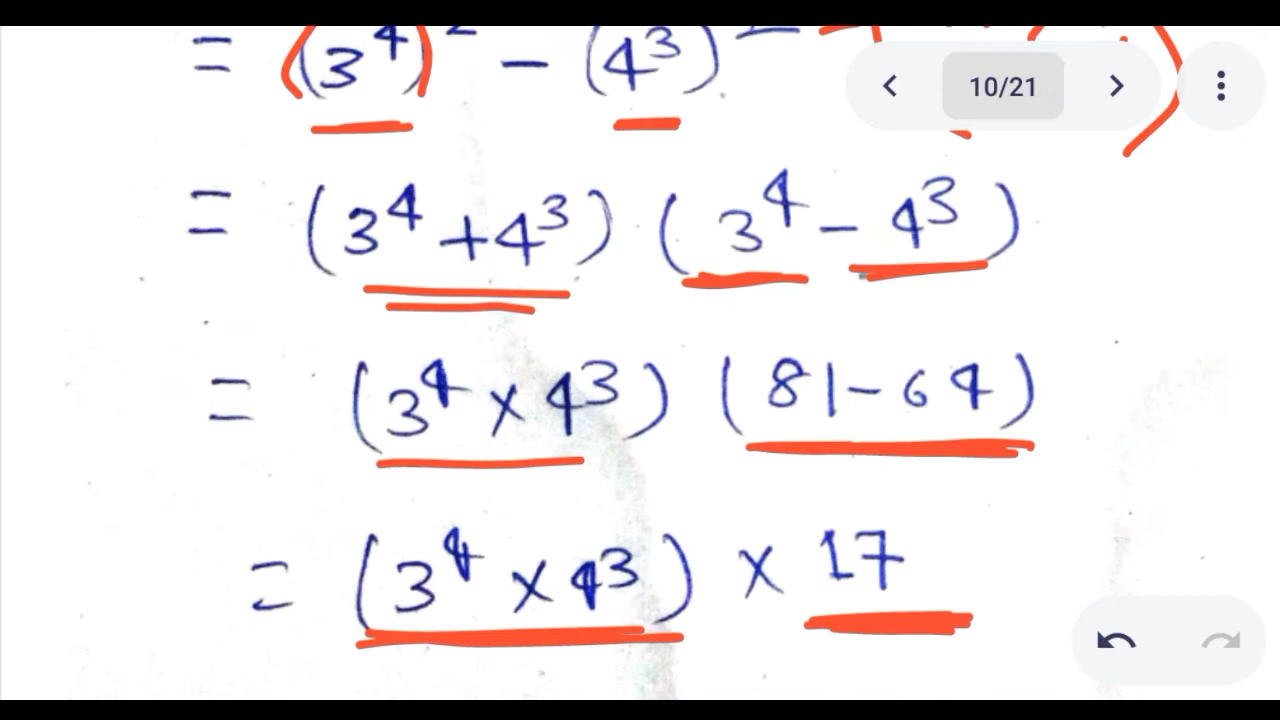 = (3⁴)² - (4³)²
10/21
= (3⁴ + 4³) (3⁴ - 4³)
= (3⁴ × 4³) (81 - 64)
= (3⁴ × 4³) × 17